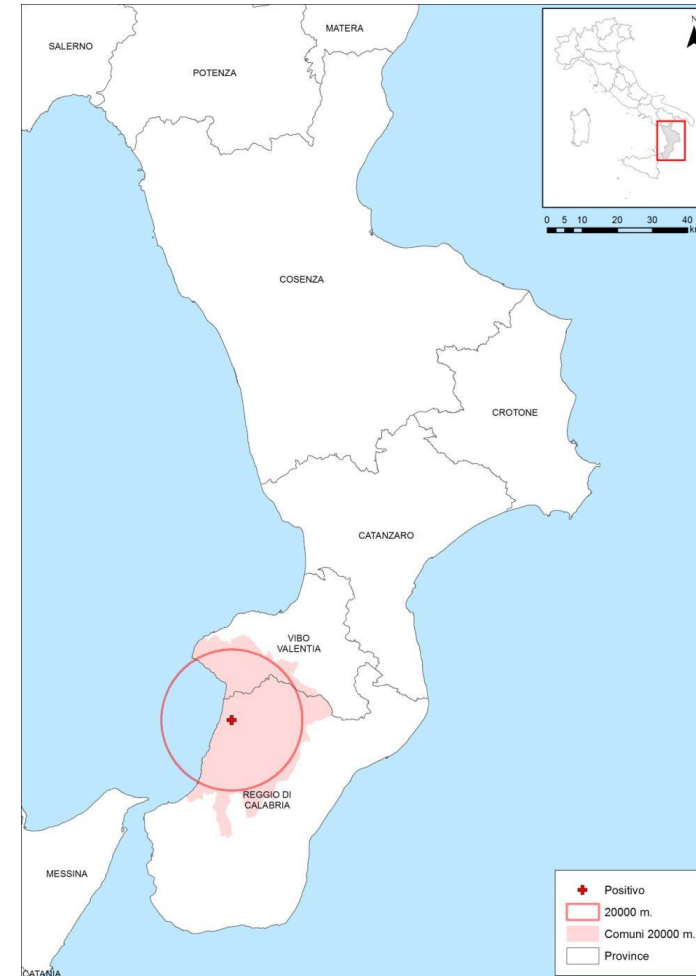 MATERA
SALERNO
POTENZA
N
0 5 10 20 30 40
km
COSENZA
CROTONE
CATANZARO
VIBO
VALENTIA
REGGIO DI
CALABRIA
MESSINA
CATANIA
Positivo
20000 m.
Comuni 20000 m.
Province